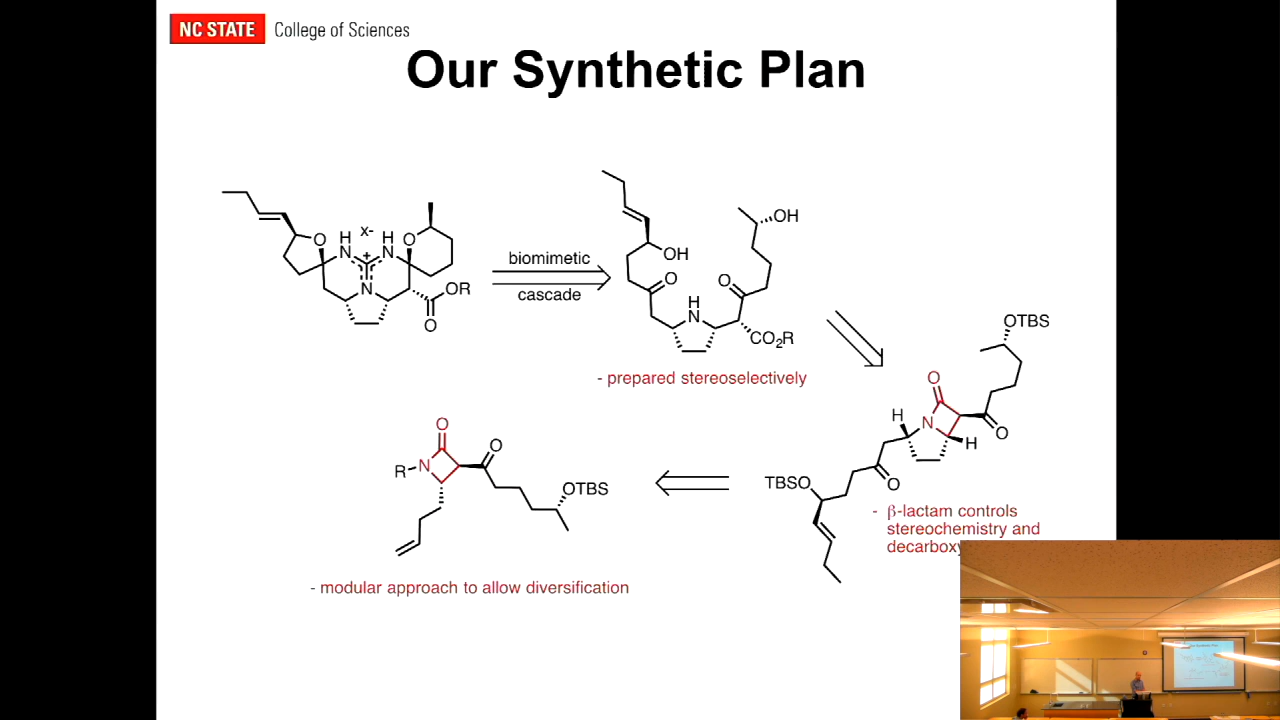 NC STATE College of Sciences
Our Synthetic Plan
O
H
N
X-
H
N
O
+
N
OR
O
biomimetic
cascade
OH
O
H
N
O
OH
CO2R
- prepared stereoselectively
OTBS
O
H
N
H
O
O
TBSO
- β-lactam controls
stereochemistry and
O
O
R
N
OTBS
- modular approach to allow diversification